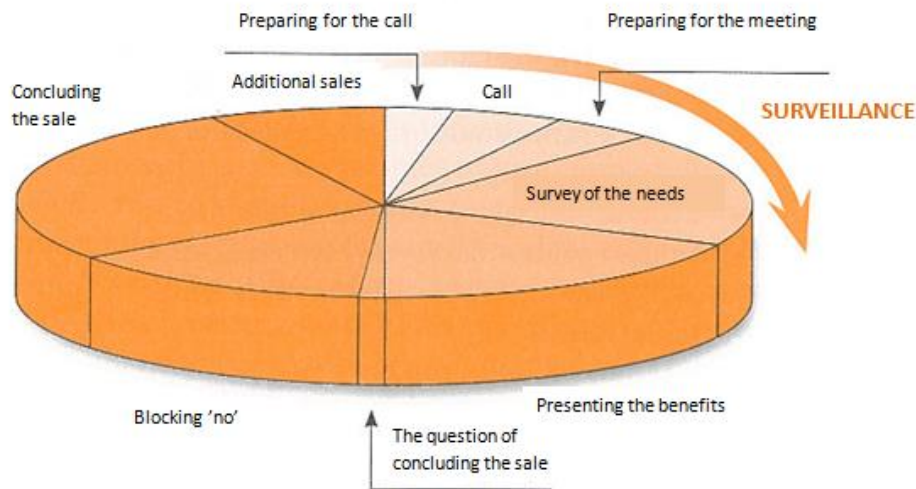 Preparing for the call
Preparing for the meeting
Additional sales
Call
Concluding
the sale
SURVEILLANCE
Survey of the needs
Presenting the benefits
Blocking ’no’
The question of
concluding the sale